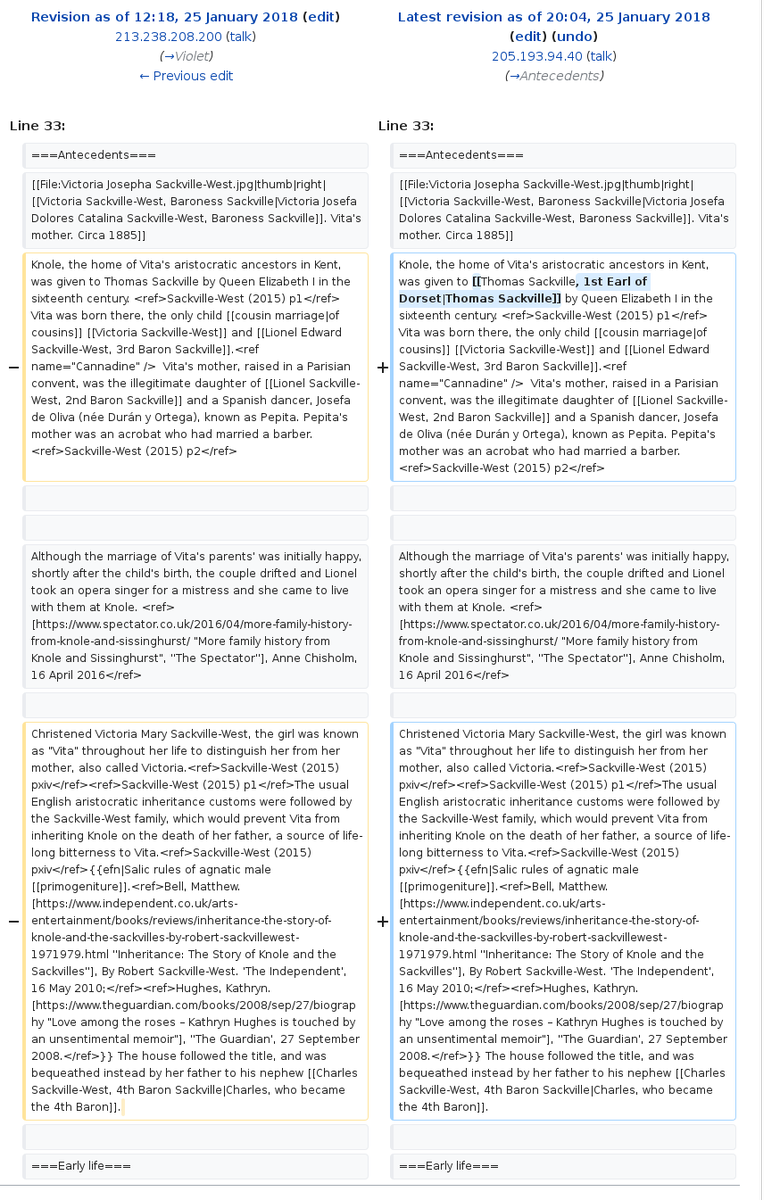 Revision as of 12:18, 25 January 2018 (edit)
213.238.208.200 (talk)
(→Violet)
← Previous edit
Latest revision as of 20:04, 25 January 2018
(edit) (undo)
205.193.94.40 (talk)
(→Antecedents)
Line 33:
===Antecedents===
[[File:Victoria Josepha Sackville-West.jpg|thumb|right|
[[Victoria Sackville-West, Baroness Sackville|Victoria Josefa
Dolores Catalina Sackville-West, Baroness Sackville]]. Vita's
mother. Circa 1885]]
−
Knole, the home of Vita's aristocratic ancestors in Kent,
was given to Thomas Sackville by Queen Elizabeth I in the
sixteenth century. <ref>Sackville-West (2015) p1</ref>
Vita was born there, the only child [[cousin marriage|of
cousins]] [[Victoria-West]] and [[Lionel Edward
Sackville-West, 3rd Baron Sackville]].<ref
name="Cannadine" />  Vita's mother, raised in a Parisian
convent, was the illegitimate daughter of [[Lionel Sackville-
West, 2nd Baron Sackville]] and a Spanish dancer, Josefa
de Oliva (née Durán y Ortega), known as Pepita. Pepita's
mother was an acrobat who had married a barber.
<ref>Sackville-West (2015) p2</ref>
Although the marriage of Vita's parents' was initially happy,
shortly after the child's birth, the couple drifted and Lionel
took an opera singer for a mistress and she came to live
with them at Knole. <ref>
[https://www.spectator.co.uk/2016/04/more-family-history-
from-knole-and-sissinghurst/ "More family history from
Knole and Sissinghurst", ''The Spectator''], Anne Chisholm,
16 April 2016</ref>
−
Christened Victoria Mary Sackville-West, the girl was known
as "Vita" throughout her life to distinguish her from her
mother, also called Victoria.<ref>Sackville-West (2015)
pxiv</ref><ref>Sackville-West (2015) p1</ref>The usual
English aristocratic inheritance customs were followed by
the Sackville-West family, which would prevent Vita from
inheriting Knole on the death of her father, a source of life-
long bitterness to Vita.<ref>Sackville-West (2015)
pxiv</ref>{{efn|Salic rules of agnatic male
[[primogeniture]].<ref>Bell, Matthew.
[https://www.independent.co.uk/arts-
entertainment/books/reviews/inheritance-the-story-of-
knole-and-the-sackvilles-by-robert-sackvillewest-
1971979.html "Inheritance: The Story of Knole and the
Sackvilles"], By Robert Sackville-West. 'The Independent',
16 May 2010;</ref><ref>Hughes, Kathryn.
[https://www.theguardian.com/books/2008/sep/27/biograp
hy "Love among the roses – Kathryn Hughes is touched by
an unsentimental memoir"], ''The Guardian', 27 September
2008.</ref>}} The house followed the title, and was
bequeathed instead by her father to his nephew [[Charles
Sackville-West, 4th Baron Sackville|Charles, who became
the 4th Baron]].
===Early life===
Line 33:
===Antecedents===
[[File:Victoria Josepha Sackville-West.jpg|thumb|right|
[[Victoria Sackville-West, Baroness Sackville|Victoria Josefa
Dolores Catalina Sackville-West, Baroness Sackville]]. Vita's
mother. Circa 1885]]
+
Knole, the home of Vita's aristocratic ancestors in Kent,
was given to [[Thomas Sackville, 1st Earl of
Dorset|Thomas Sackville]] by Queen Elizabeth I in the
sixteenth century. <ref>Sackville-West (2015) p1</ref>
Vita was born there, the only child [[cousin marriage|of
cousins]] [[Victoria-West]] and [[Lionel Edward
Sackville-West, 3rd Baron Sackville]].<ref
name="Cannadine" />  Vita's mother, raised in a Parisian
convent, was the illegitimate daughter of [[Lionel Sackville-
West, 2nd Baron Sackville]] and a Spanish dancer, Josefa
de Oliva (née Durán y Ortega), known as Pepita. Pepita's
mother was an acrobat who had married a barber.
<ref>Sackville-West (2015) p2</ref>
Although the marriage of Vita's parents' was initially happy,
shortly after the child's birth, the couple drifted and Lionel
took an opera singer for a mistress and she came to live
with them at Knole. <ref>
[https://www.spectator.co.uk/2016/04/more-family-history-
from-knole-and-sissinghurst/ "More family history from
Knole and Sissinghurst", ''The Spectator''], Anne Chisholm,
16 April 2016</ref>
+
Christened Victoria Mary Sackville-West, the girl was known
as "Vita" throughout her life to distinguish her from her
mother, also called Victoria.<ref>Sackville-West (2015)
pxiv</ref><ref>Sackville-West (2015) p1</ref>The usual
English aristocratic inheritance customs were followed by
the Sackville-West family, which would prevent Vita from
inheriting Knole on the death of her father, a source of life-
long bitterness to Vita.<ref>Sackville-West (2015)
pxiv</ref>{{efn|Salic rules of agnatic male
[[primogeniture]].<ref>Bell, Matthew.
[https://www.independent.co.uk/arts-
entertainment/books/reviews/inheritance-the-story-of-
knole-and-the-sackvilles-by-robert-sackvillewest-
1971979.html "Inheritance: The Story of Knole and the
Sackvilles"], By Robert Sackville-West. 'The Independent',
16 May 2010;</ref><ref>Hughes, Kathryn.
[https://www.theguardian.com/books/2008/sep/27/biograp
hy "Love among the roses – Kathryn Hughes is touched by
an unsentimental memoir"], ''The Guardian', 27 September
2008.</ref>}} The house followed the title, and was
bequeathed instead by her father to his nephew [[Charles
Sackville-West, 4th Baron Sackville|Charles, who became
the 4th Baron]].
===Early life===